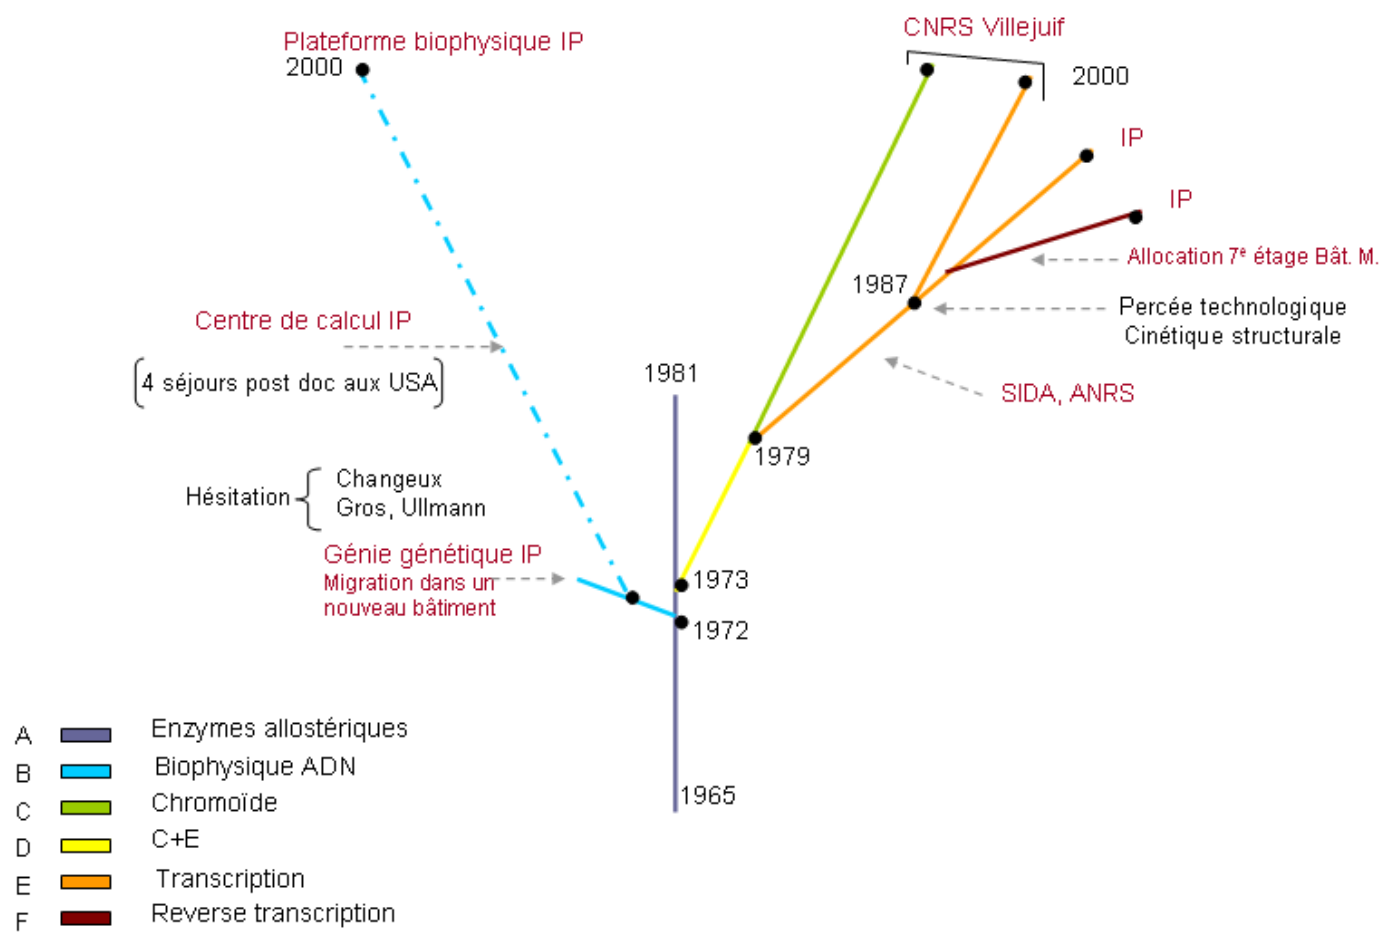 Plateforme biophysique IP
2000
CNRS Villejuif
2000
IP
IP
Allocation 7e étage Bât. M.
1987
Percée technologique
Cinétique structurale
Centre de calcul IP
4 séjours post doc aux USA
1981
SIDA, ANRS
1979
Hésitation
Changeux
Gros, Ullmann
Génie génétique IP
Migration dans un
nouveau bâtiment
1973
1972
1965
A Enzymes allostériques
B Biophysique ADN
C Chromoïde
D C+E
E Transcription
F Reverse transcription